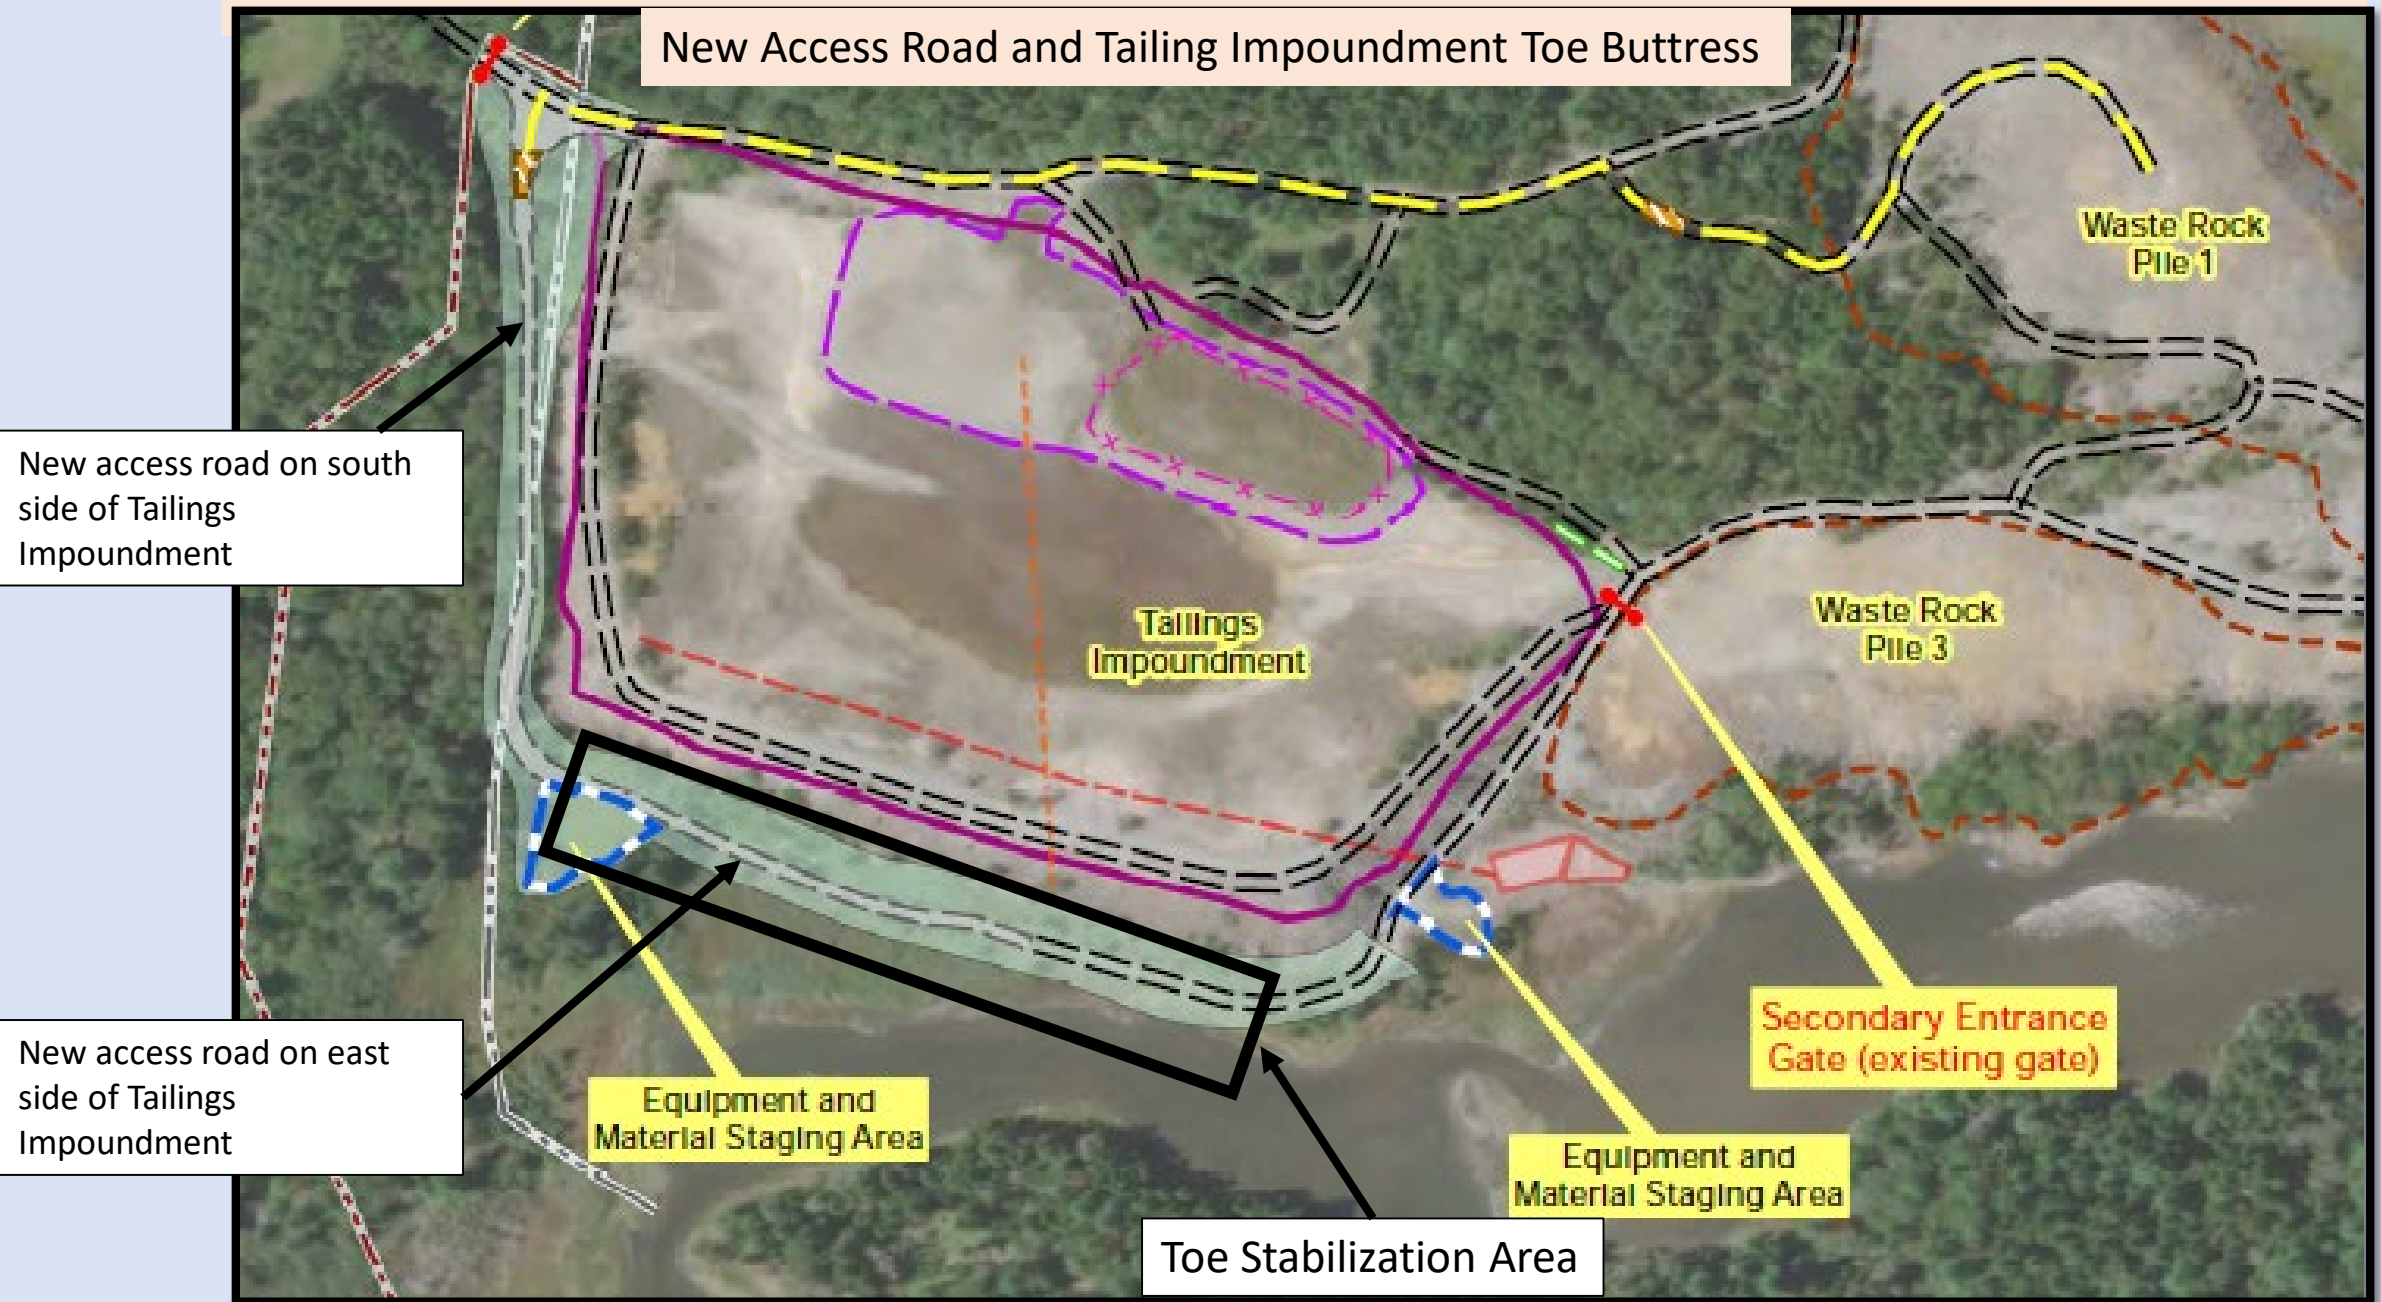 New Access Road and Tailing Impoundment Toe Buttress
Waste Rock
Pile 1
New access road on south
side of Tailings
Impoundment
Tailings
Impoundment
Waste Rock
Pile 3
Secondary Entrance
Gate (existing gate)
New access road on east
side of Tailings
Impoundment
Equipment and
Material Staging Area
Equipment and
Material Staging Area
Toe Stabilization Area